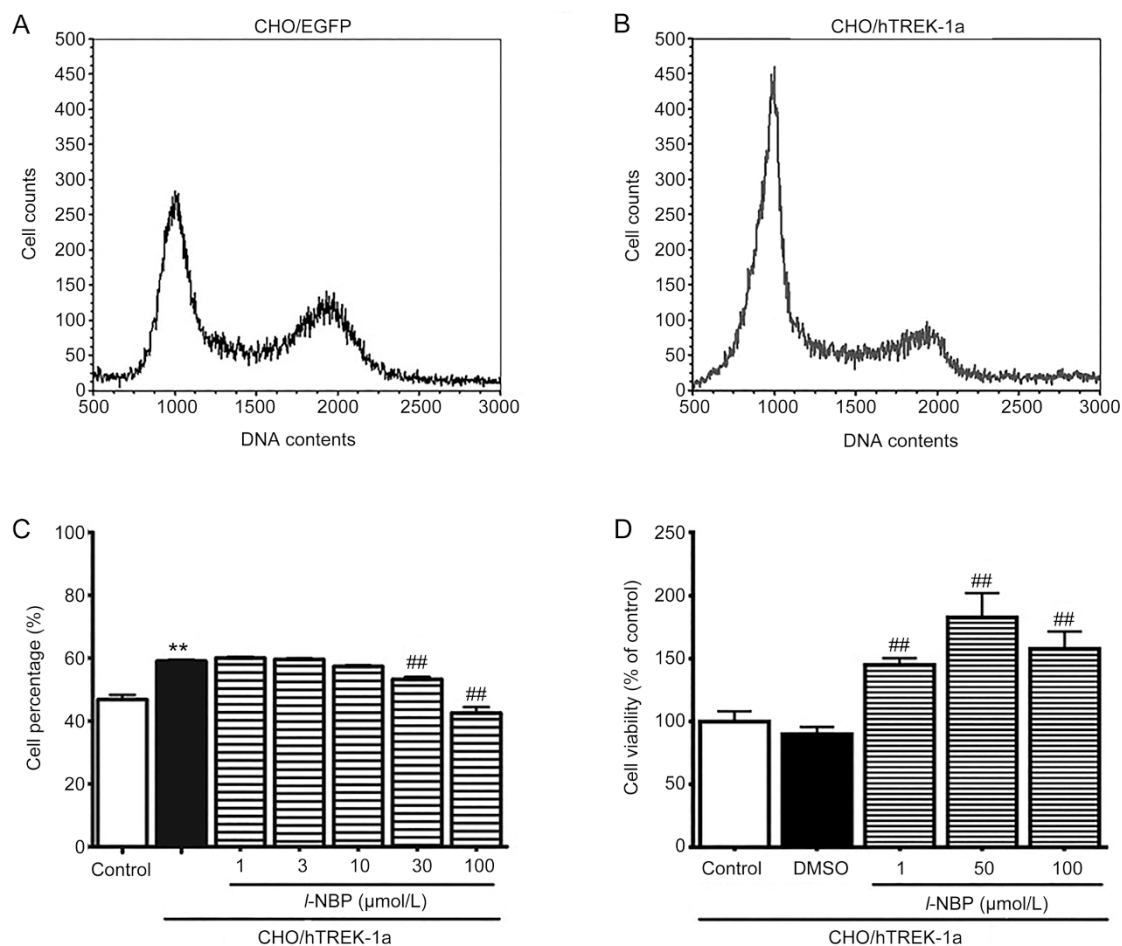 A
CHO/EGFP
500
450
400
350
300
250
200
150
100
50
0
Cell counts
500 1000 1500 2000 2500 3000
DNA contents
B
CHO/hTREK-1a
500
450
400
350
300
250
200
150
100
50
0
Cell counts
500 1000 1500 2000 2500 3000
DNA contents
C
100
80
60
40
20
0
Cell percentage (%)
**
##
##
Control 1 3 10 30 100
l-NBP (μmol/L)
CHO/hTREK-1a
D
250
200
150
100
50
0
Cell viability (% of control)
##
##
##
Control DMSO 1 50 100
l-NBP (μmol/L)
CHO/hTREK-1a